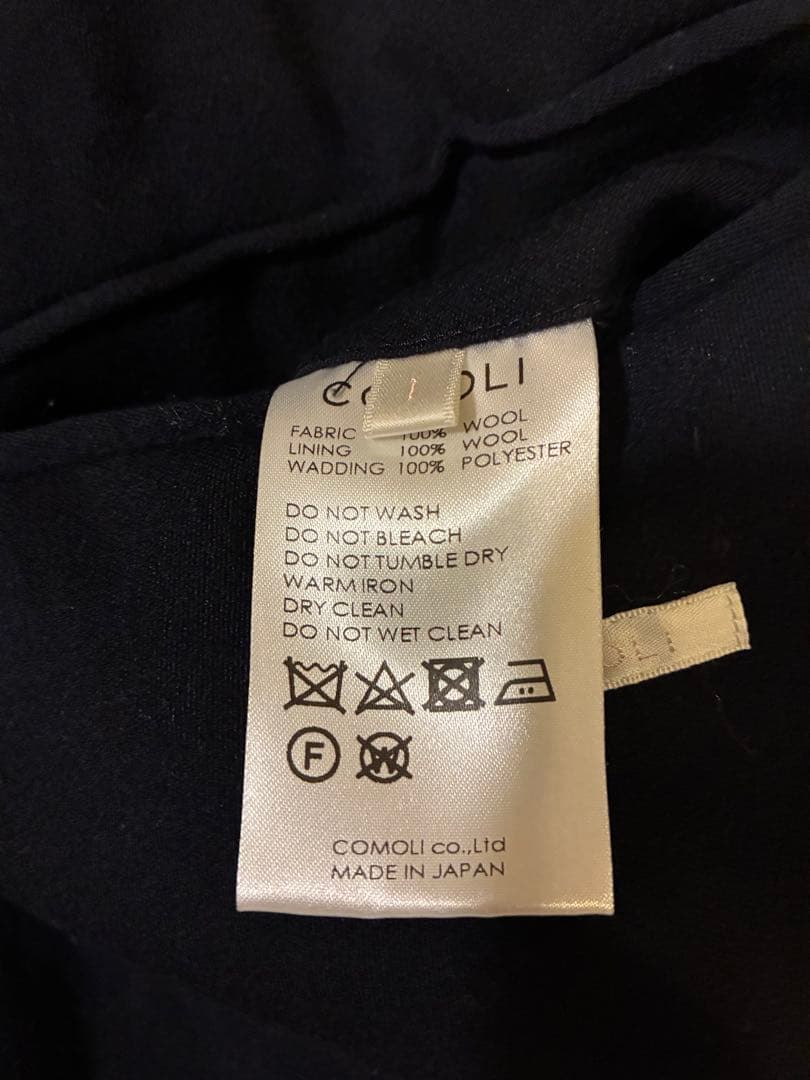 1
FABRIC 100% WOOL
LINING 100% WOOL
WADDING 100% POLYESTER
DO NOT WASH
DO NOT BLEACH
DO NOT TUMBLE DRY
WARM IRON
DRY CLEAN
DO NOT WET CLEAN
F W
COMOLI co.,Ltd
MADE IN JAPAN